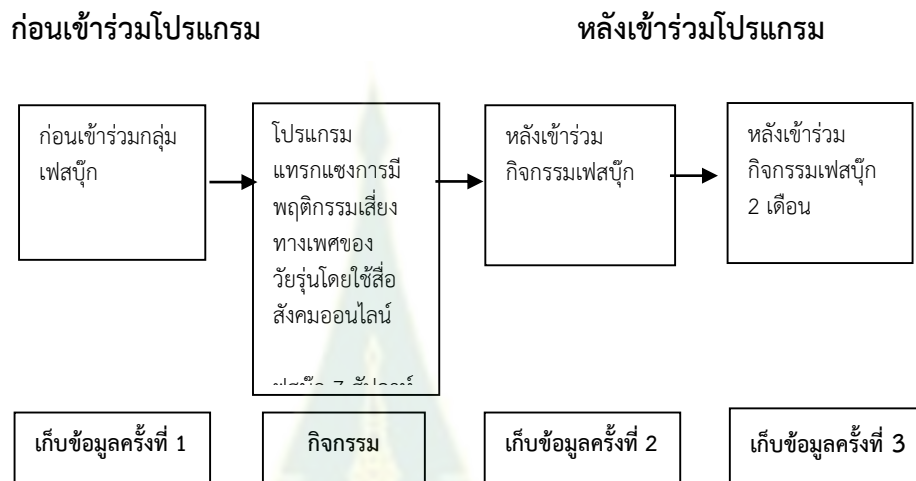 ก่อนเข้าร่วมโปรแกรม
หลังเข้าร่วมโปรแกรม
ก่อนเข้าร่วมกลุ่ม
เฟสบุ๊ก
โปรแกรม
แทรกแซงการมี
พฤติกรรมเสี่ยง
ทางเพศของ
วัยรุ่นโดยใช้สื่อ
สังคมออนไลน์
หลังเข้าร่วม
กิจกรรมเฟสบุ๊ก
หลังเข้าร่วม
กิจกรรมเฟสบุ๊ก
2 เดือน
เก็บข้อมูลครั้งที่ 1
กิจกรรม
เก็บข้อมูลครั้งที่ 2
เก็บข้อมูลครั้งที่ 3